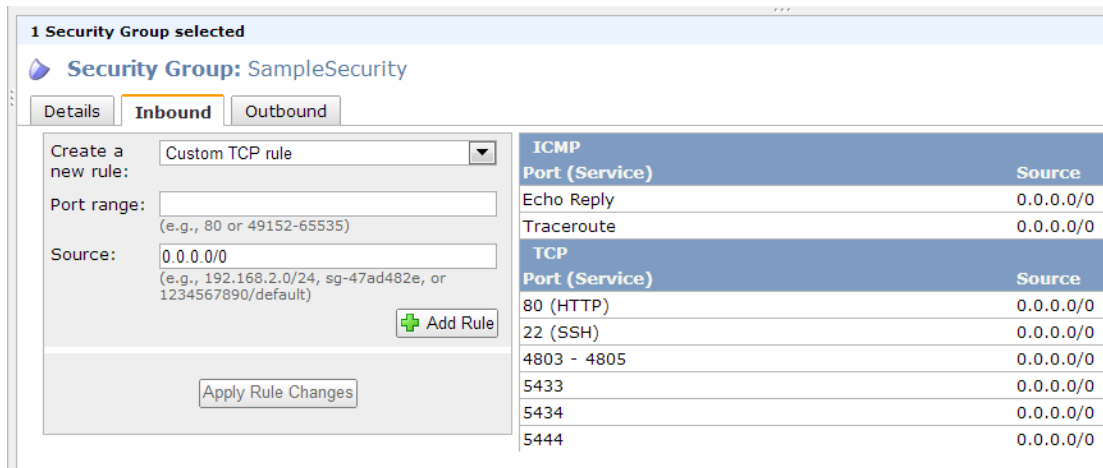 1 Security Group selected
Security Group: SampleSecurity
Details Inbound Outbound
Create a new rule: Custom TCP rule
Port range:
(e.g., 80 or 49152-65535)
Source: 0.0.0.0/0
(e.g., 192.168.2.0/24, sg-47ad482e, or
1234567890/default)
Add Rule
Apply Rule Changes
ICMP
Port (Service) Source
Echo Reply 0.0.0.0/0
Traceroute 0.0.0.0/0
TCP
Port (Service) Source
80 (HTTP) 0.0.0.0/0
22 (SSH) 0.0.0.0/0
4803 - 4805 0.0.0.0/0
5433 0.0.0.0/0
5434 0.0.0.0/0
5444 0.0.0.0/0